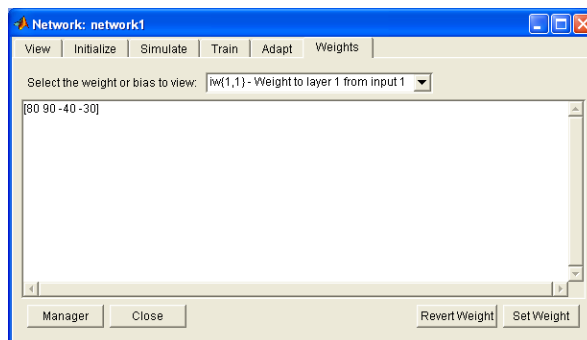 Network: network1
View Initialize Simulate Train Adapt Weights
Select the weight or bias to view: iw{1,1} - Weight to layer 1 from input 1
[80 90 -40 -30]
Manager Close Revert Weight Set Weight